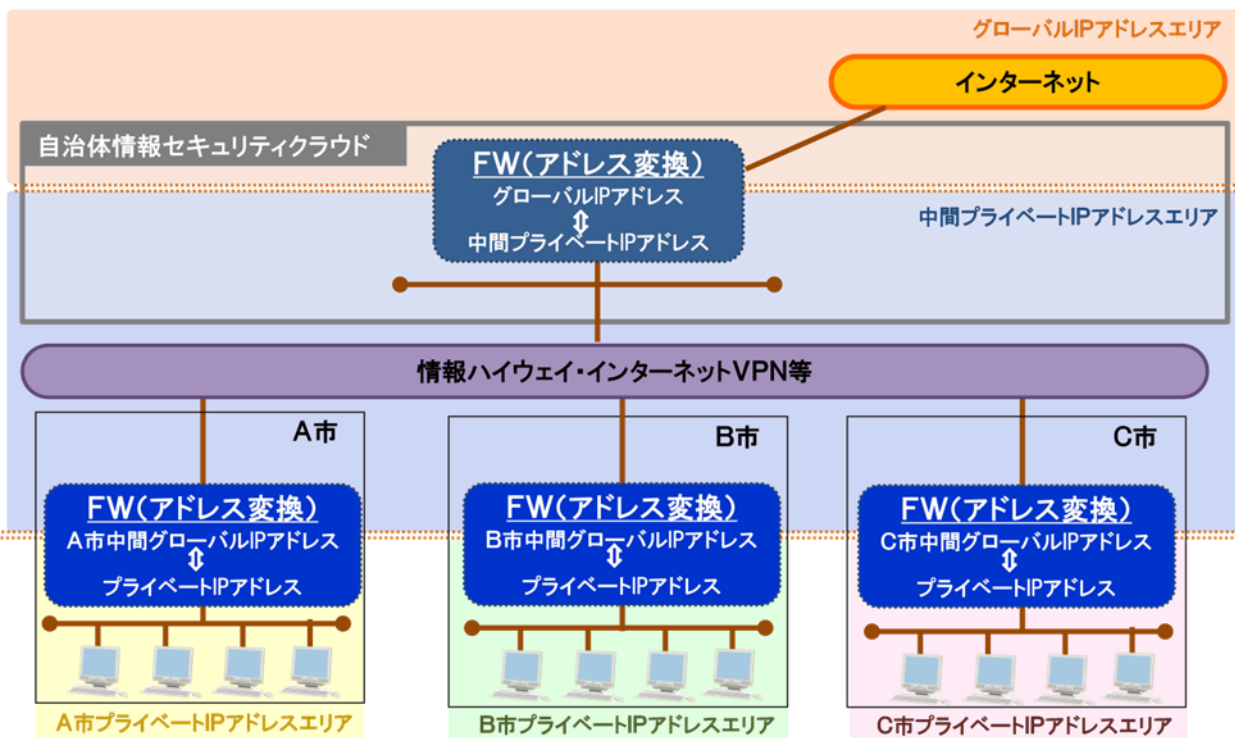 グローバルIPアドレスエリア
インターネット
自治体情報セキュリティクラウド
FW(アドレス変換)
グローバルIPアドレス
⇕
中間プライベートIPアドレス
中間プライベートIPアドレスエリア
情報ハイウェイ・インターネットVPN等
A市
FW(アドレス変換)
A市中間グローバルIPアドレス
⇕
プライベートIPアドレス
A市プライベートIPアドレスエリア
B市
FW(アドレス変換)
B市中間グローバルIPアドレス
⇕
プライベートIPアドレス
B市プライベートIPアドレスエリア
C市
FW(アドレス変換)
C市中間グローバルIPアドレス
⇕
プライベートIPアドレス
C市プライベートIPアドレスエリア